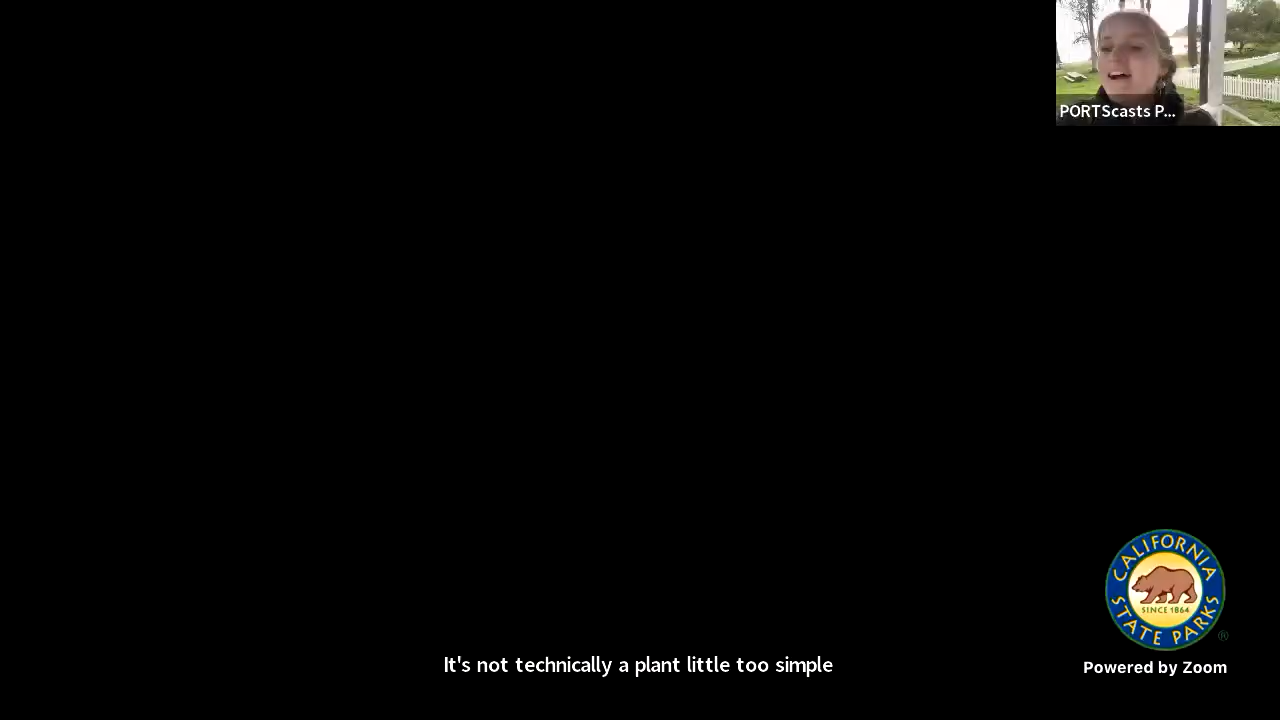 PORTScasts P...
CALIFORNIA
SINCE 1864
STATE PARKS
®
It's not technically a plant little too simple
Powered by Zoom